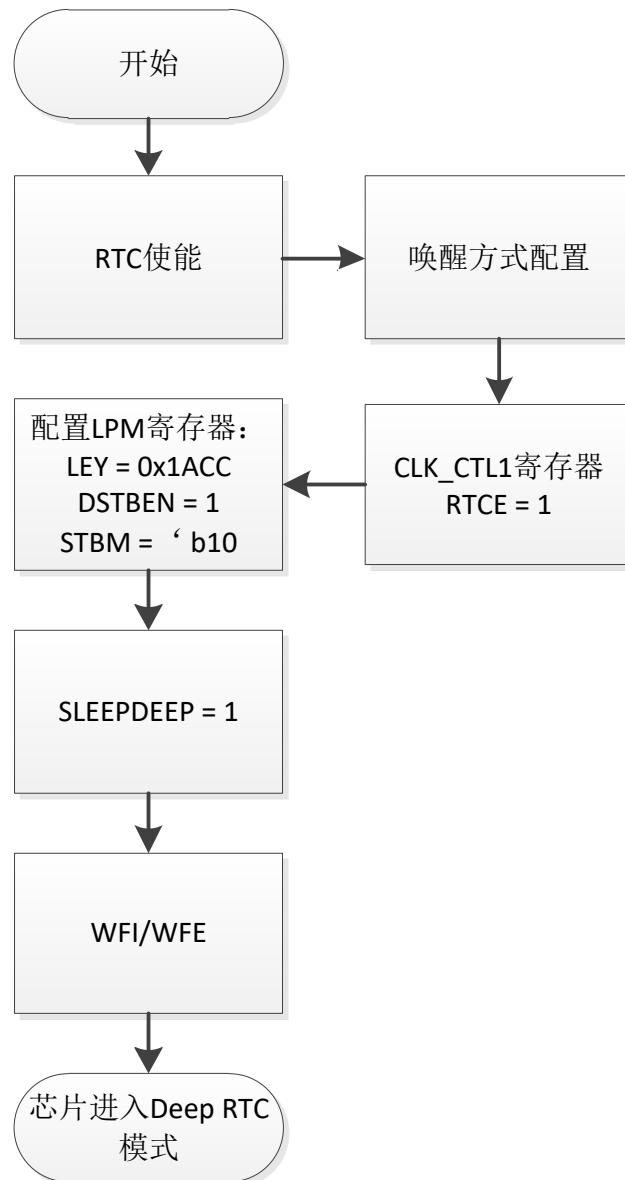 开始
RTC使能
唤醒方式配置
CLK_CTL1寄存器
RTCE = 1
配置LPM寄存器：
LEY = 0x1ACC
DSTBEN = 1
STBM = ‘ b10
SLEEPDEEP = 1
WFI/WFE
芯片进入Deep RTC
模式